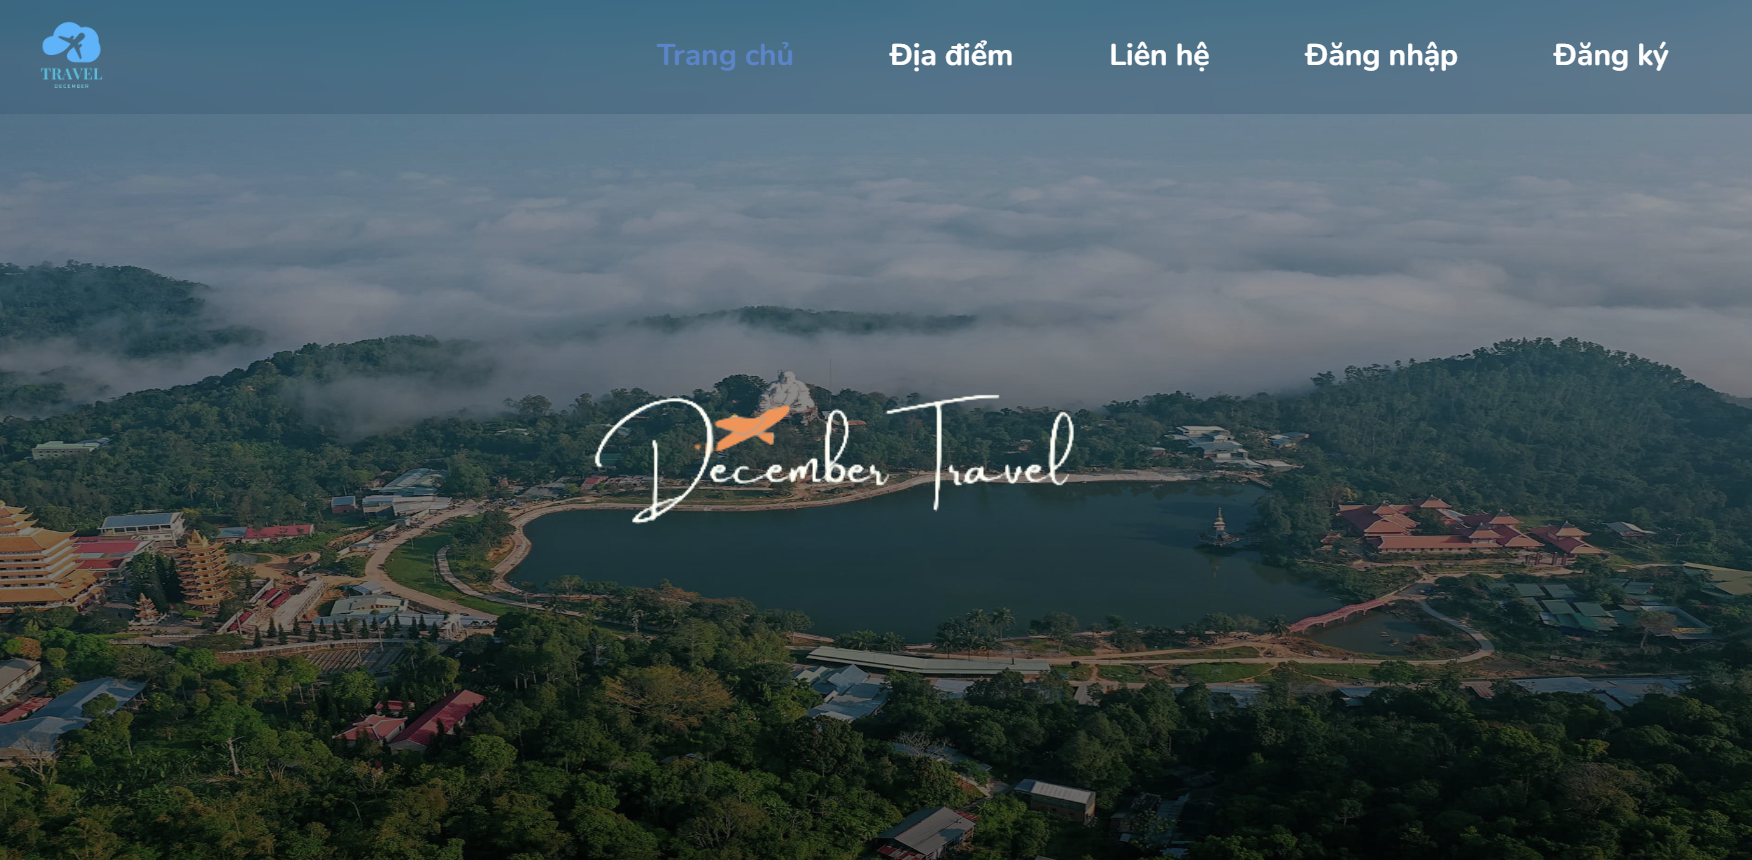 TRAVEL
DECEMBER
Trang chủ
Địa điểm
Liên hệ
Đăng nhập
Đăng ký
December Travel